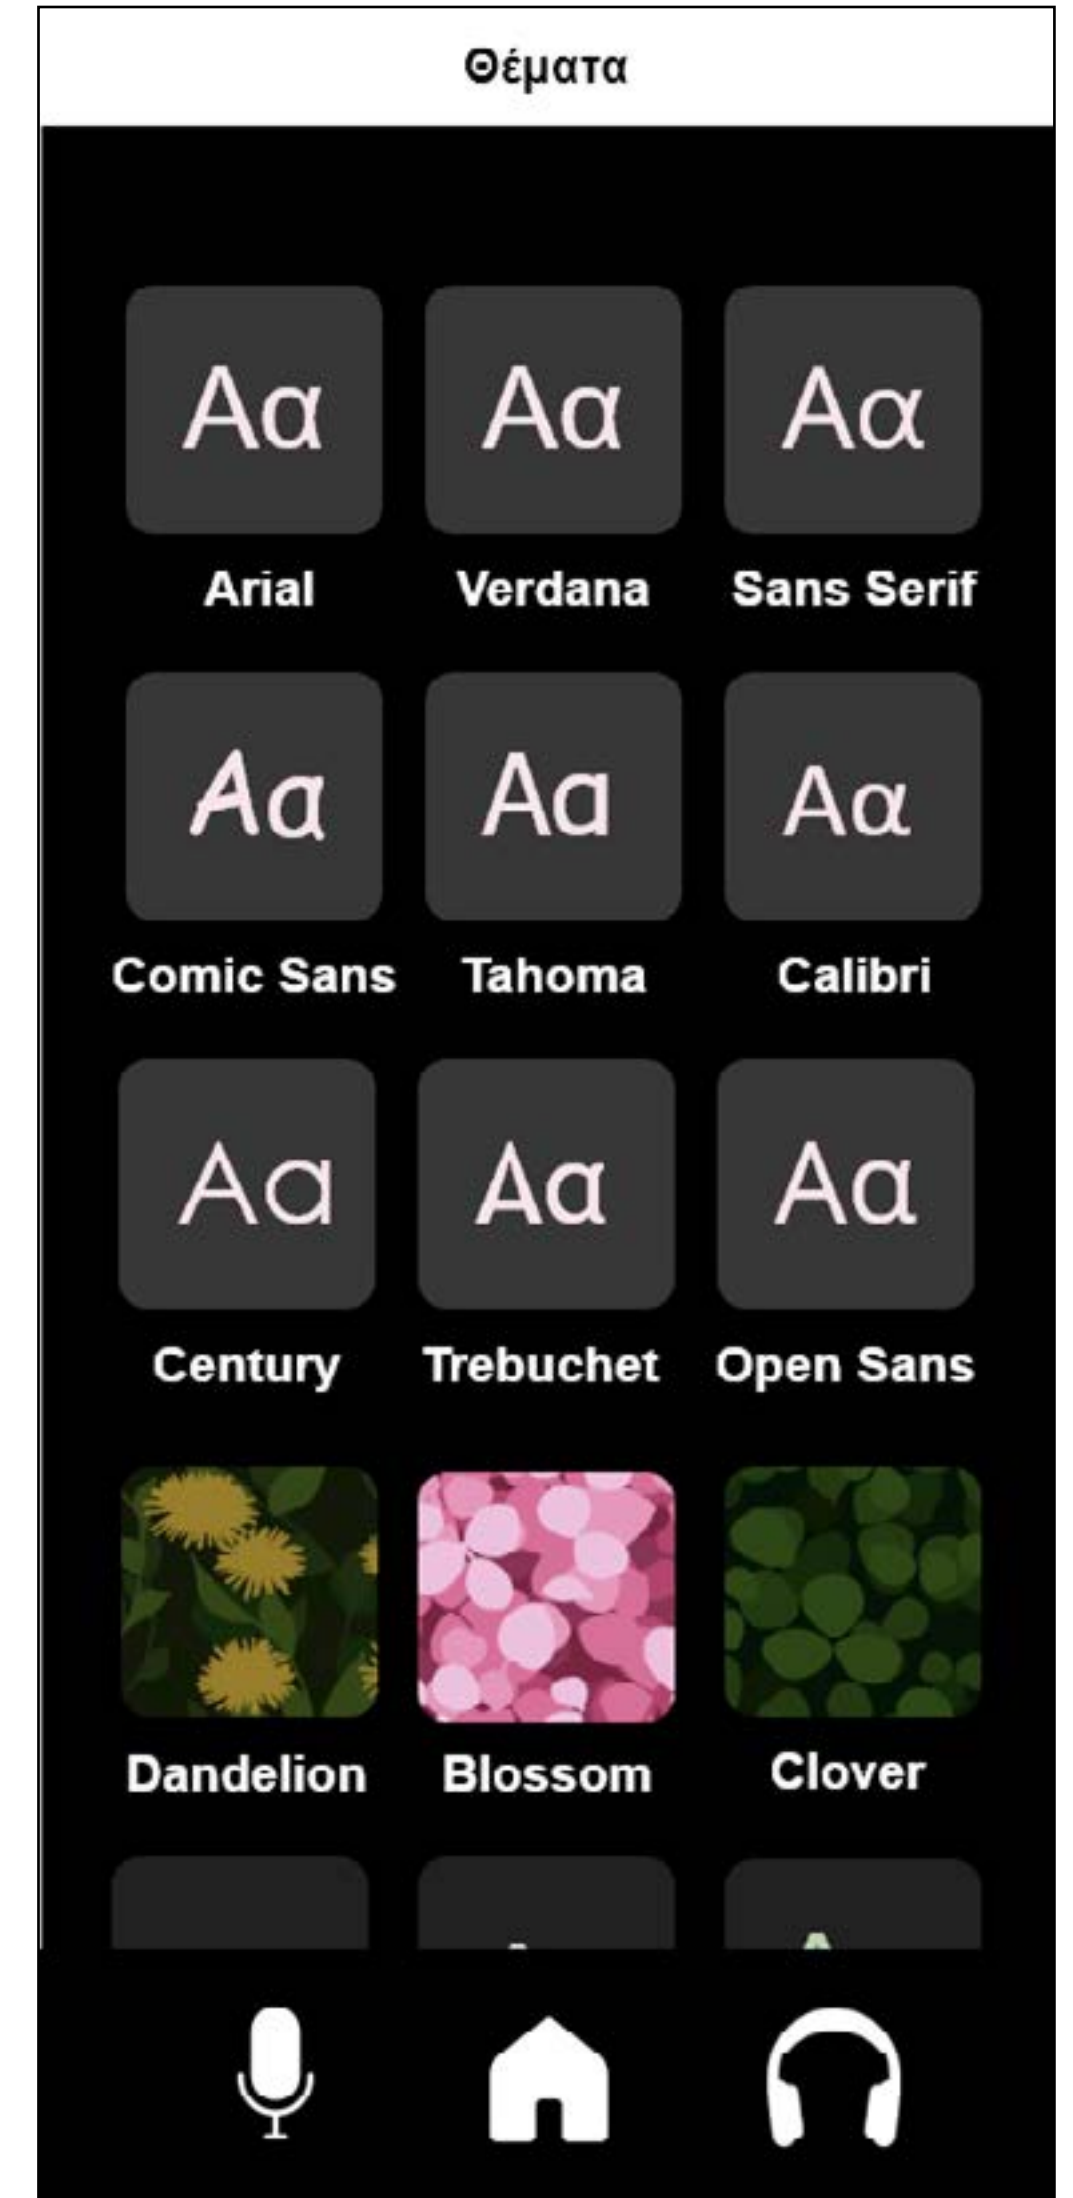 Θέματα
Αα Αα Αα
Arial Verdana Sans Serif
Αα Αα Αα
Comic Sans Tahoma Calibri
Αα Αα Αα
Century Trebuchet Open Sans
Dandelion Blossom Clover